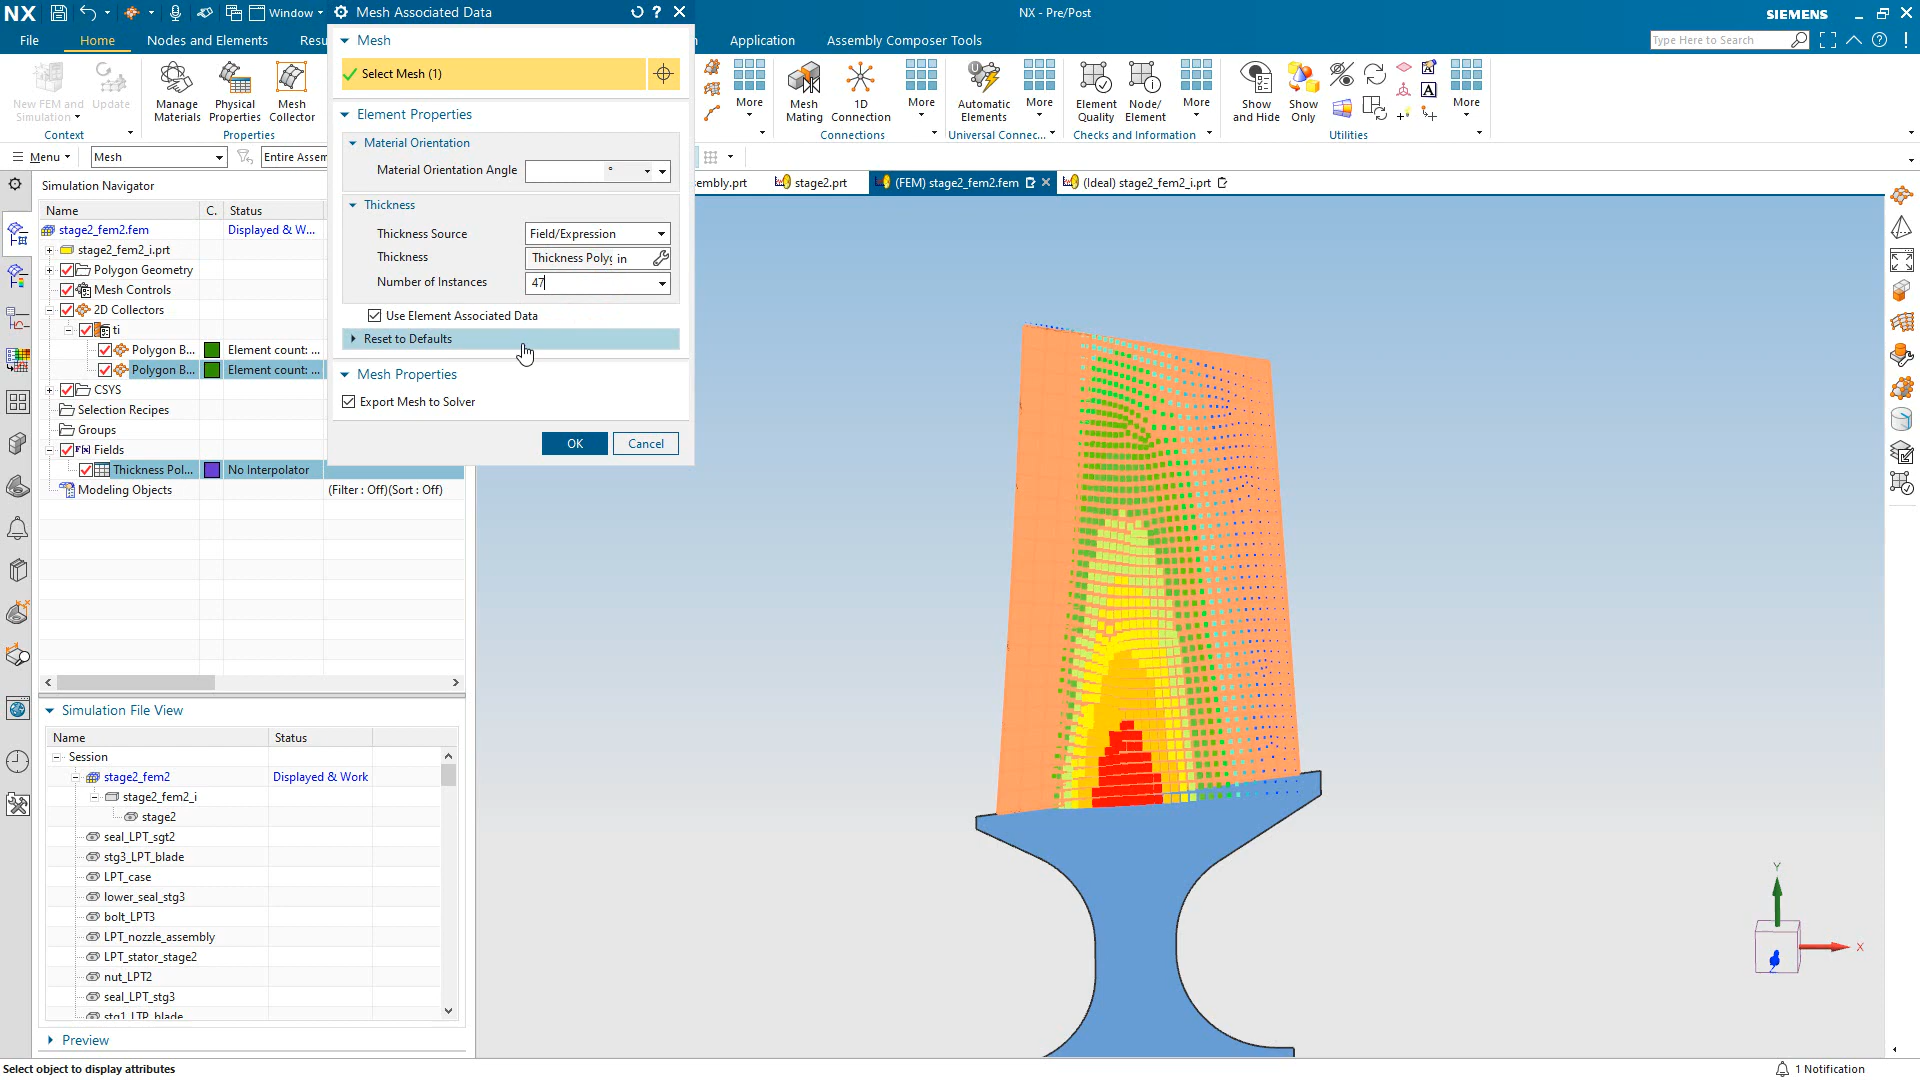 NX
Window
Mesh Associated Data
NX - Pre/Post
SIEMENS
File
Home
Nodes and Elements
Application
Assembly Composer Tools
Type Here to Search
New FEM and Simulation
Update
Context
Manage Materials
Physical Properties
Mesh Collector
Properties
More
Mesh Mating
1D Connection
More
Connections
Automatic Elements
More
Universal Connec...
Element Quality
Node/ Element
More
Checks and Information
Show and Hide
Show Only
More
Utilities
Menu
Mesh
Mesh
Select Mesh (1)
Element Properties
Material Orientation
Material Orientation Angle
°
Thickness
Thickness Source
Field/Expression
Thickness
in
Number of Instances
47
Use Element Associated Data
Reset to Defaults
Mesh Properties
Export Mesh to Solver
OK
Cancel
stage2.prt
(FEM) stage2_fem2.fem
(Ideal) stage2_fem2_i.prt
Simulation Navigator
Name
C.
Status
stage2_fem2.fem
Displayed & W...
stage2_fem2_i.prt
Polygon Geometry
Mesh Controls
2D Collectors
ti
Polygon B...
Element count: ...
Polygon B...
Element count: ...
CSYS
Selection Recipes
Groups
Fields
Thickness Pol...
No Interpolator
Modeling Objects
(Filter : Off)(Sort : Off)
Simulation File View
Name
Status
Session
stage2_fem2
Displayed & Work
stage2_fem2_i
stage2
seal_LPT_sgt2
stg3_LPT_blade
LPT_case
lower_seal_stg3
bolt_LPT3
LPT_nozzle_assembly
LPT_stator_stage2
nut_LPT2
seal_LPT_stg3
stg1_LTP_blade
Preview
Y
X
Select object to display attributes
1 Notification